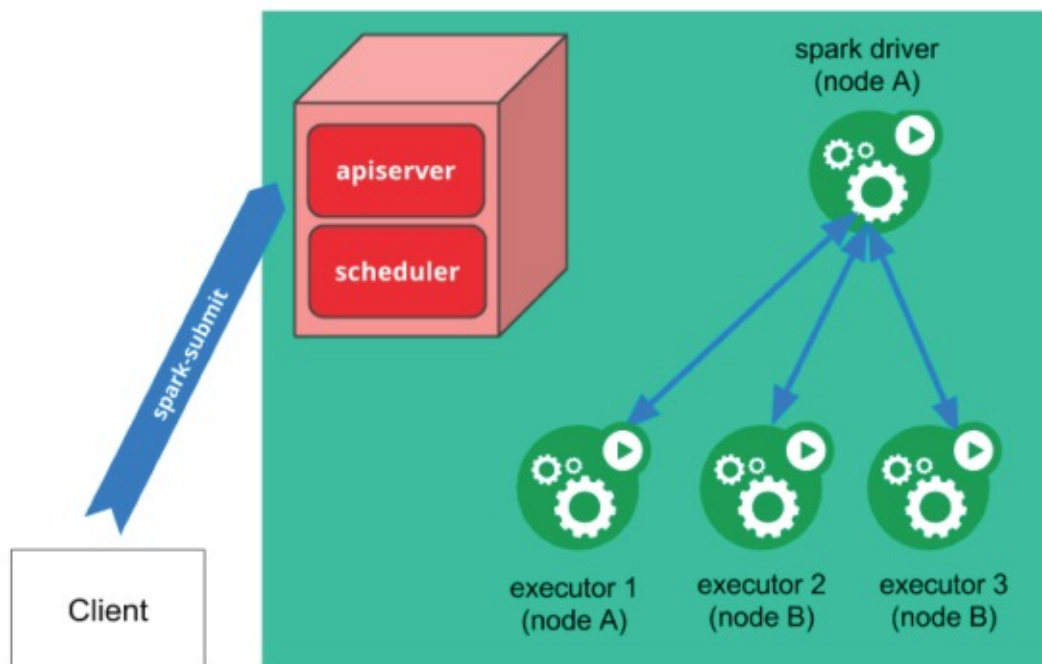 spark driver
(node A)
apiserver
scheduler
spark-submit
Client
executor 1
(node A)
executor 2
(node B)
executor 3
(node B)